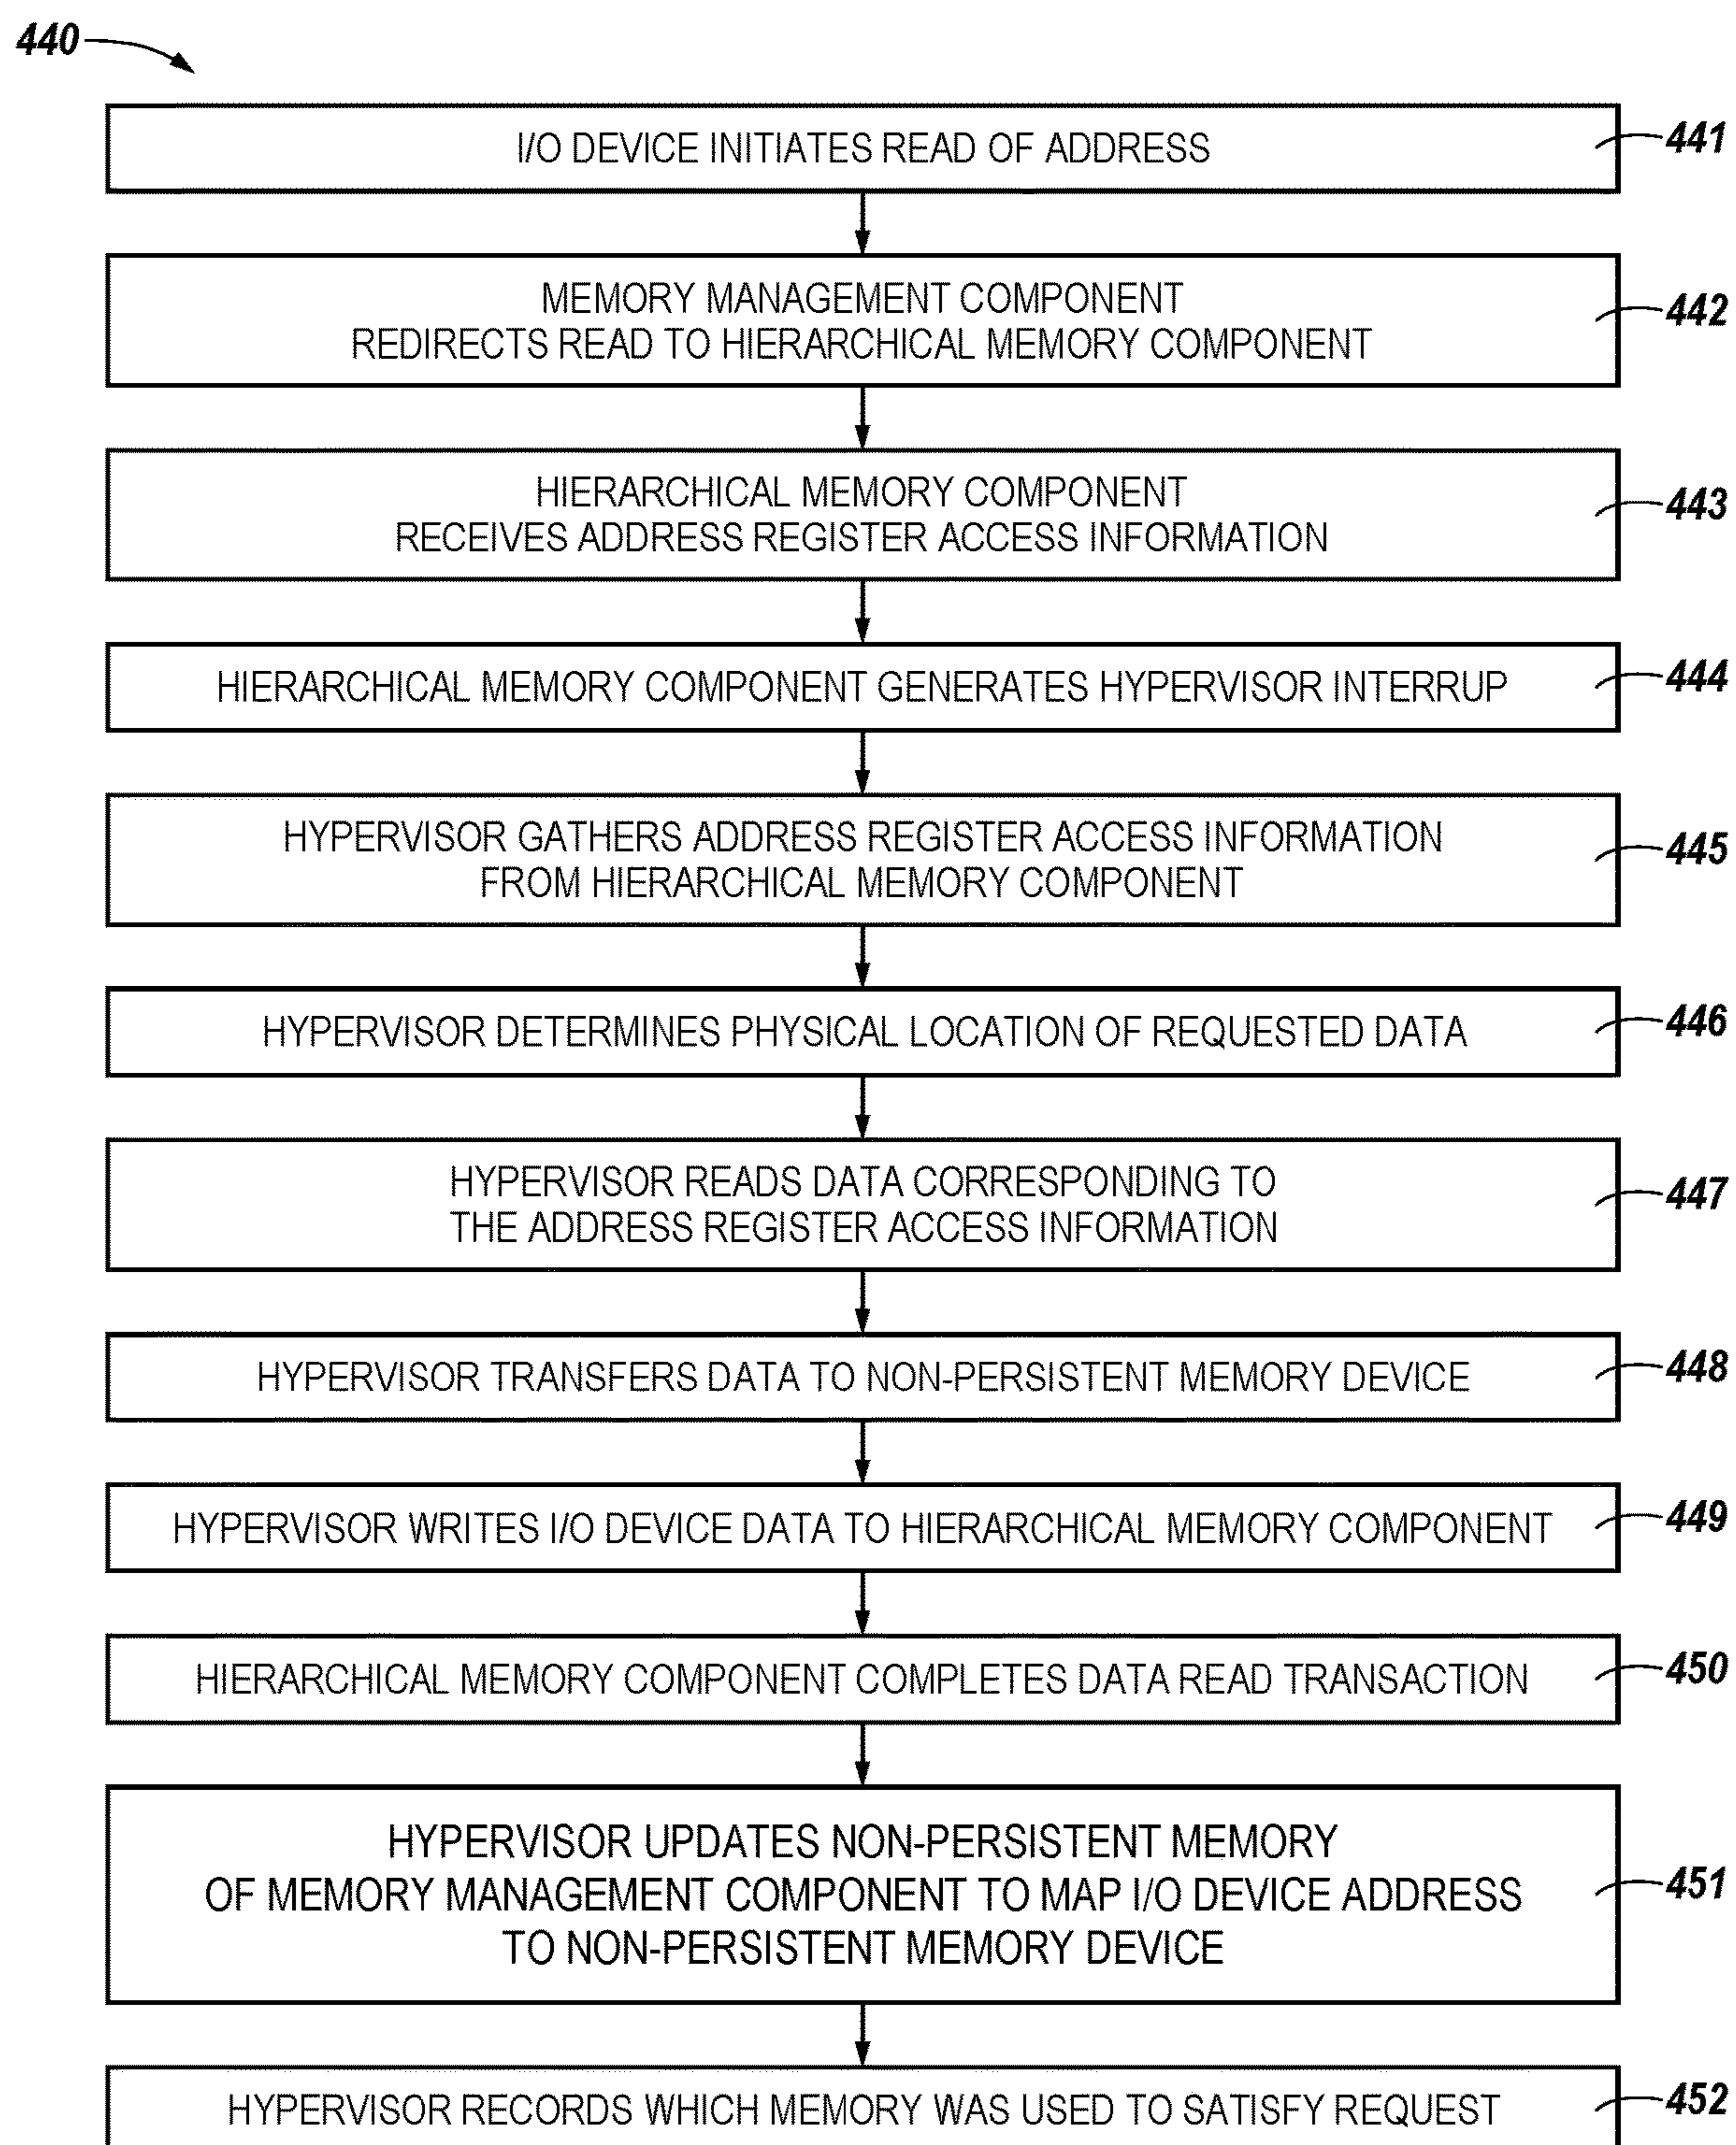 440
I/O DEVICE INITIATES READ OF ADDRESS
441
MEMORY MANAGEMENT COMPONENT
REDIRECTS READ TO HIERARCHICAL MEMORY COMPONENT
442
HIERARCHICAL MEMORY COMPONENT
RECEIVES ADDRESS REGISTER ACCESS INFORMATION
443
HIERARCHICAL MEMORY COMPONENT GENERATES HYPERVISOR INTERRUP
444
HYPERVISOR GATHERS ADDRESS REGISTER ACCESS INFORMATION
FROM HIERARCHICAL MEMORY COMPONENT
445
HYPERVISOR DETERMINES PHYSICAL LOCATION OF REQUESTED DATA
446
HYPERVISOR READS DATA CORRESPONDING TO
THE ADDRESS REGISTER ACCESS INFORMATION
447
HYPERVISOR TRANSFERS DATA TO NON-PERSISTENT MEMORY DEVICE
448
HYPERVISOR WRITES I/O DEVICE DATA TO HIERARCHICAL MEMORY COMPONENT
449
HIERARCHICAL MEMORY COMPONENT COMPLETES DATA READ TRANSACTION
450
HYPERVISOR UPDATES NON-PERSISTENT MEMORY
OF MEMORY MANAGEMENT COMPONENT TO MAP I/O DEVICE ADDRESS
TO NON-PERSISTENT MEMORY DEVICE
451
HYPERVISOR RECORDS WHICH MEMORY WAS USED TO SATISFY REQUEST
452